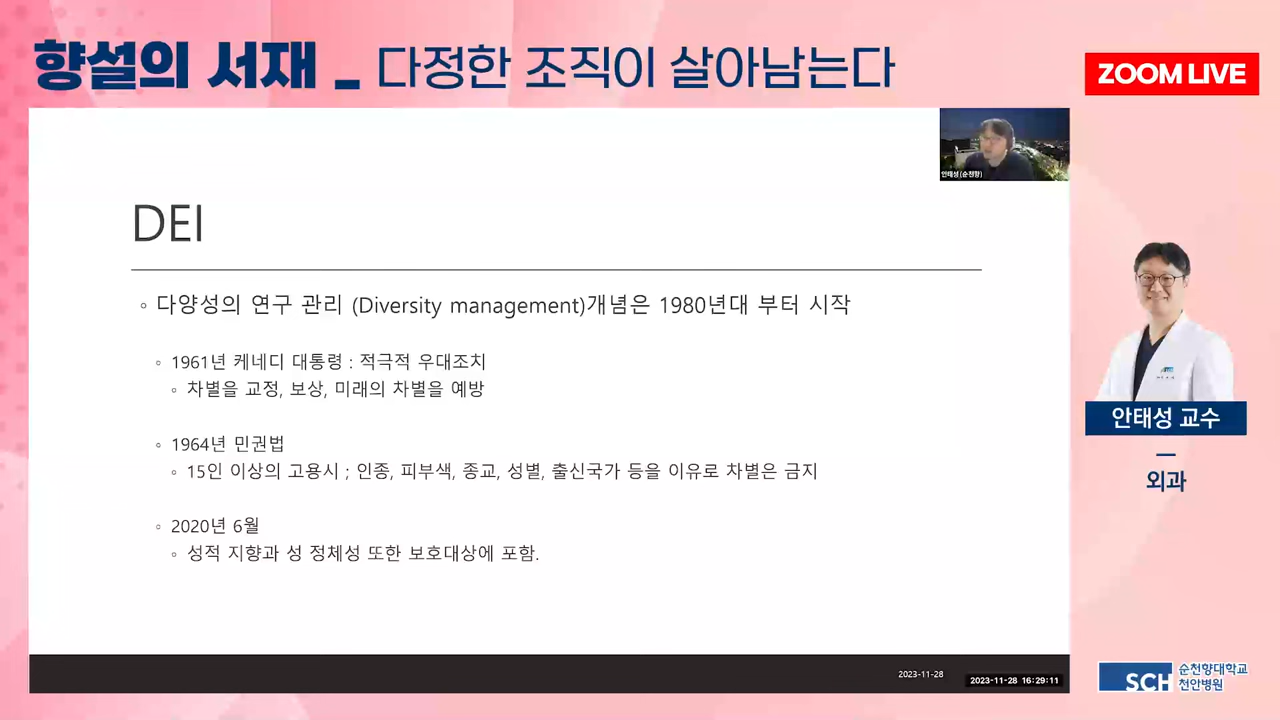 향설의 서재 _ 다정한 조직이 살아남는다
ZOOM LIVE
안태성 (순천향)
DEI
◦ 다양성의 연구 관리 (Diversity management)개념은 1980년대 부터 시작
◦ 1961년 케네디 대통령 : 적극적 우대조치
◦ 차별을 교정, 보상, 미래의 차별을 예방
◦ 1964년 민권법
◦ 15인 이상의 고용시 ; 인종, 피부색, 종교, 성별, 출신국가 등을 이유로 차별은 금지
◦ 2020년 6월
◦ 성적 지향과 성 정체성 또한 보호대상에 포함.
안태성 교수
외과
2023-11-28
2023-11-28 16:29:11
SCH 순천향대학교
천안병원